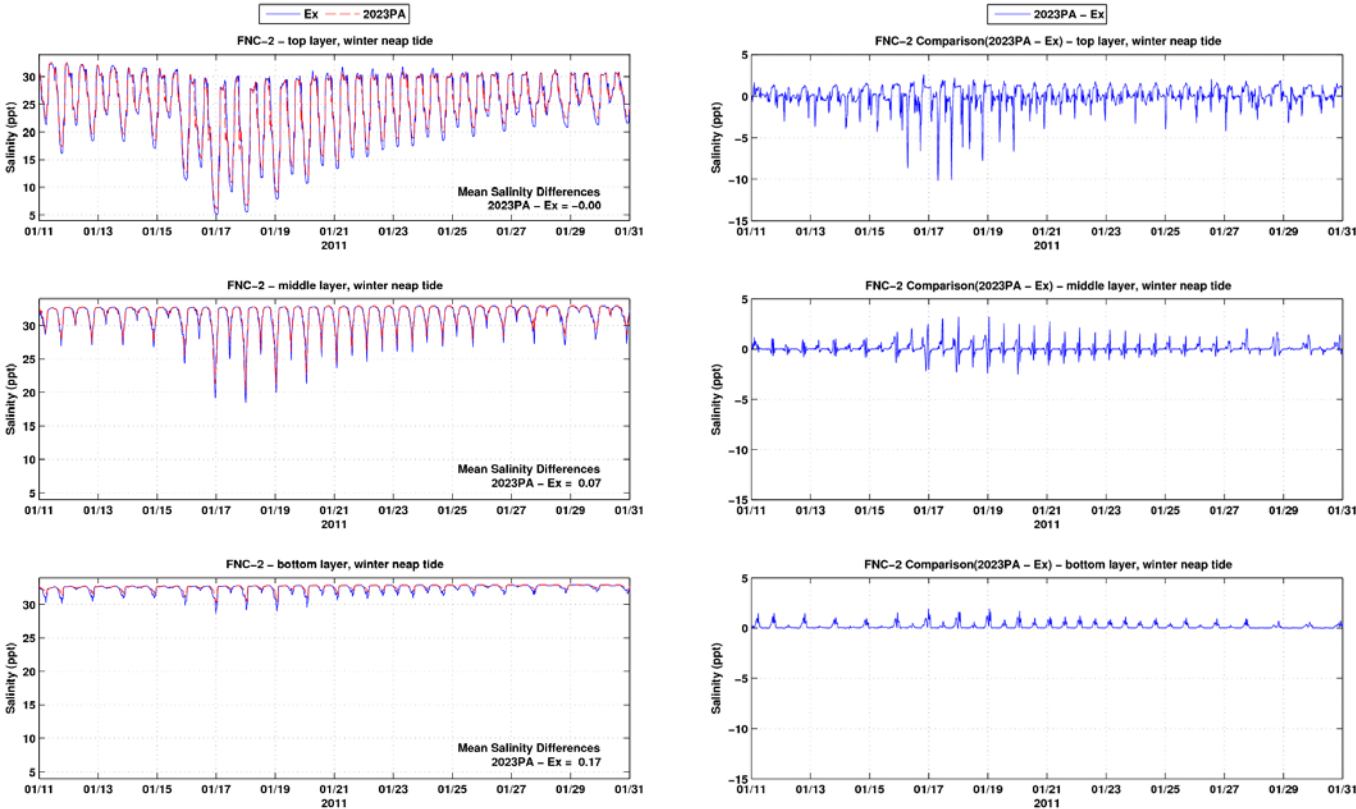 Ex 2023PA
FNC−2 − top layer, winter neap tide
Salinity (ppt)
30
25
20
15
10
5
Mean Salinity Differences
2023PA − Ex = −0.00
01/11 01/13 01/15 01/17 01/19 01/21 01/23 01/25 01/27 01/29 01/31
2011
2023PA − Ex
FNC−2 Comparison(2023PA − Ex) − top layer, winter neap tide
Salinity (ppt)
5
0
−5
−10
−15
01/11 01/13 01/15 01/17 01/19 01/21 01/23 01/25 01/27 01/29 01/31
2011
FNC−2 − middle layer, winter neap tide
Salinity (ppt)
30
25
20
15
10
5
Mean Salinity Differences
2023PA − Ex = 0.07
01/11 01/13 01/15 01/17 01/19 01/21 01/23 01/25 01/27 01/29 01/31
2011
FNC−2 Comparison(2023PA − Ex) − middle layer, winter neap tide
Salinity (ppt)
5
0
−5
−10
−15
01/11 01/13 01/15 01/17 01/19 01/21 01/23 01/25 01/27 01/29 01/31
2011
FNC−2 − bottom layer, winter neap tide
Salinity (ppt)
30
25
20
15
10
5
Mean Salinity Differences
2023PA − Ex = 0.17
01/11 01/13 01/15 01/17 01/19 01/21 01/23 01/25 01/27 01/29 01/31
2011
FNC−2 Comparison(2023PA − Ex) − bottom layer, winter neap tide
Salinity (ppt)
5
0
−5
−10
−15
01/11 01/13 01/15 01/17 01/19 01/21 01/23 01/25 01/27 01/29 01/31
2011